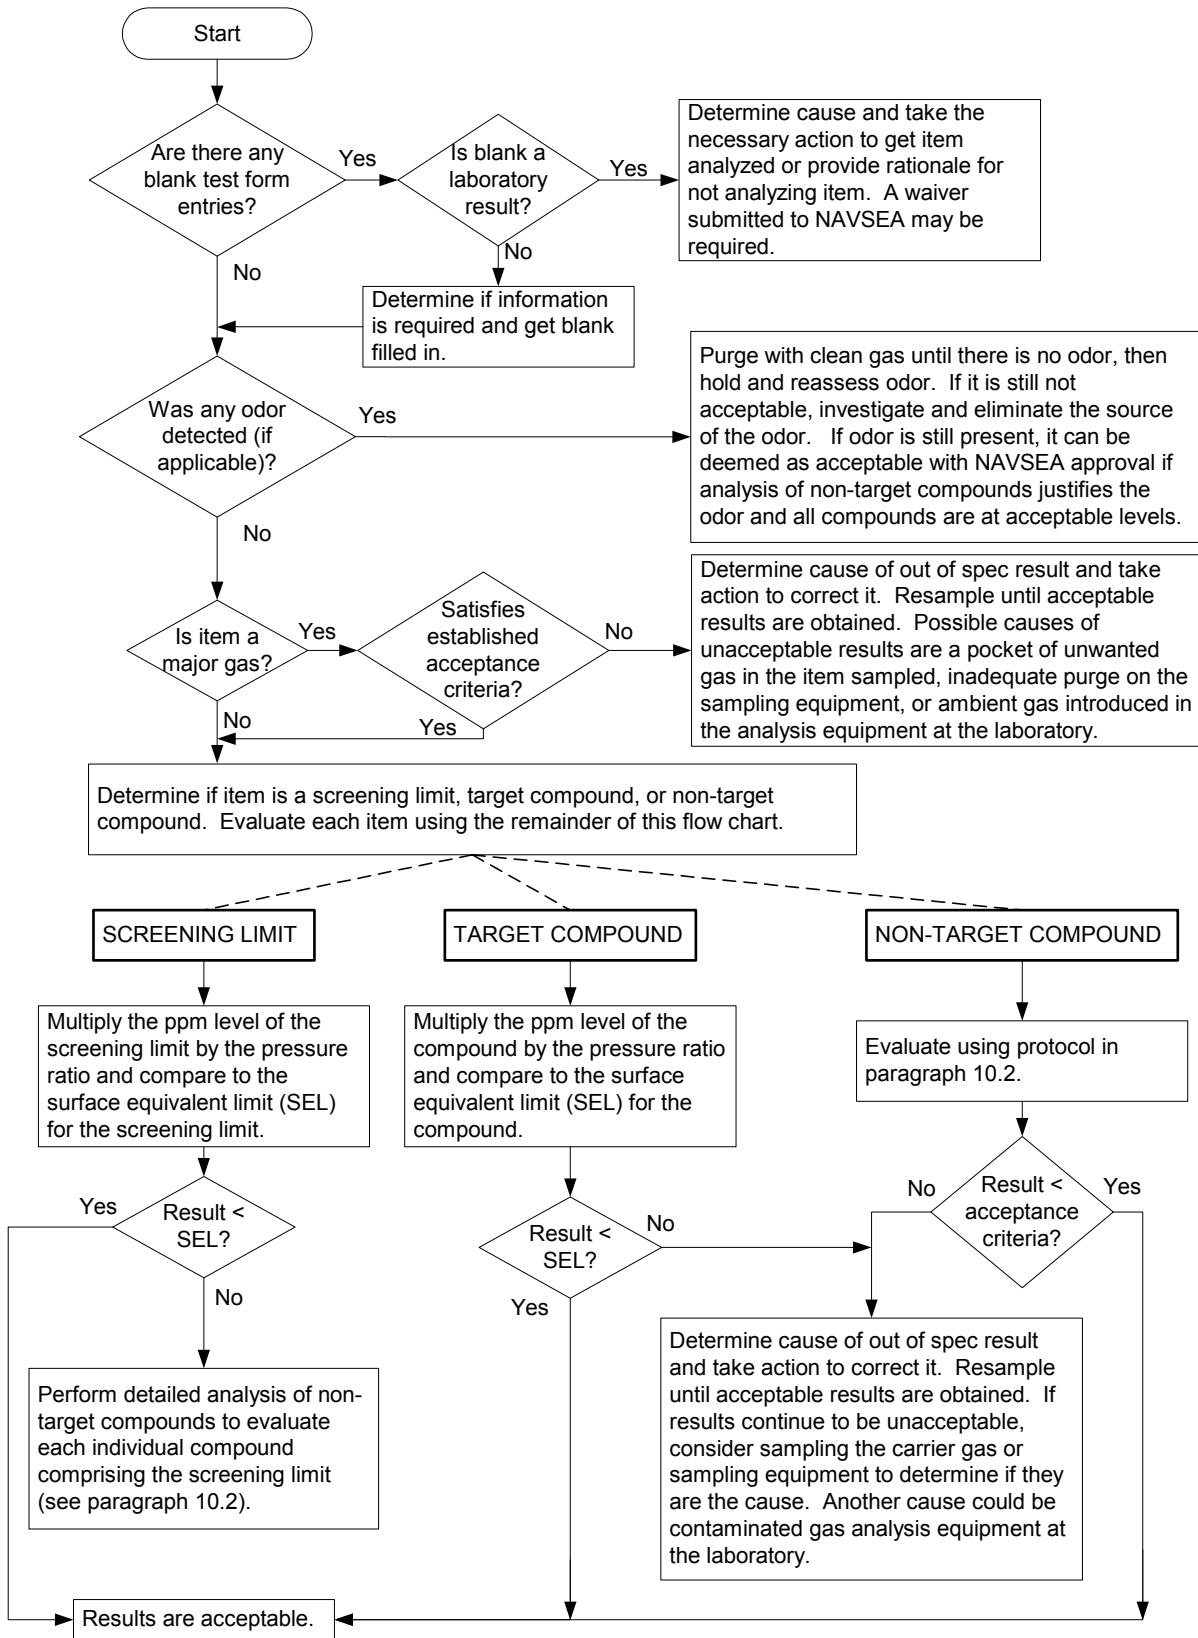 Start
Are there any
blank test form
entries?
Yes
Is blank a
laboratory
result?
Yes
Determine cause and take the
necessary action to get item
analyzed or provide rationale for
not analyzing item.  A waiver
submitted to NAVSEA may be
required.
No
No
Determine if information
is required and get blank
filled in.
Was any odor
detected (if
applicable)?
Yes
Purge with clean gas until there is no odor, then
hold and reassess odor.  If it is still not
acceptable, investigate and eliminate the source
of the odor.   If odor is still present, it can be
deemed as acceptable with NAVSEA approval if
analysis of non-target compounds justifies the
odor and all compounds are at acceptable levels.
No
Is item a
major gas?
Yes
Satisfies
established
acceptance
criteria?
No
Determine cause of out of spec result and take
action to correct it.  Resample until acceptable
results are obtained.  Possible causes of
unacceptable results are a pocket of unwanted
gas in the item sampled, inadequate purge on the
sampling equipment, or ambient gas introduced in
the analysis equipment at the laboratory.
No
Yes
Determine if item is a screening limit, target compound, or non-target
compound.  Evaluate each item using the remainder of this flow chart.
SCREENING LIMIT
TARGET COMPOUND
NON-TARGET COMPOUND
Multiply the ppm level of the
screening limit by the pressure
ratio and compare to the
surface equivalent limit (SEL)
for the screening limit.
Multiply the ppm level of the
compound by the pressure ratio
and compare to the surface
equivalent limit (SEL) for the
compound.
Evaluate using protocol in
paragraph 10.2.
Yes
Result <
SEL?
No
Result <
SEL?
No
Yes
No
Result <
acceptance
criteria?
Yes
Perform detailed analysis of non-
target compounds to evaluate
each individual compound
comprising the screening limit
(see paragraph 10.2).
Determine cause of out of spec result
and take action to correct it.  Resample
until acceptable results are obtained.  If
results continue to be unacceptable,
consider sampling the carrier gas or
sampling equipment to determine if they
are the cause.  Another cause could be
contaminated gas analysis equipment at
the laboratory.
Results are acceptable.